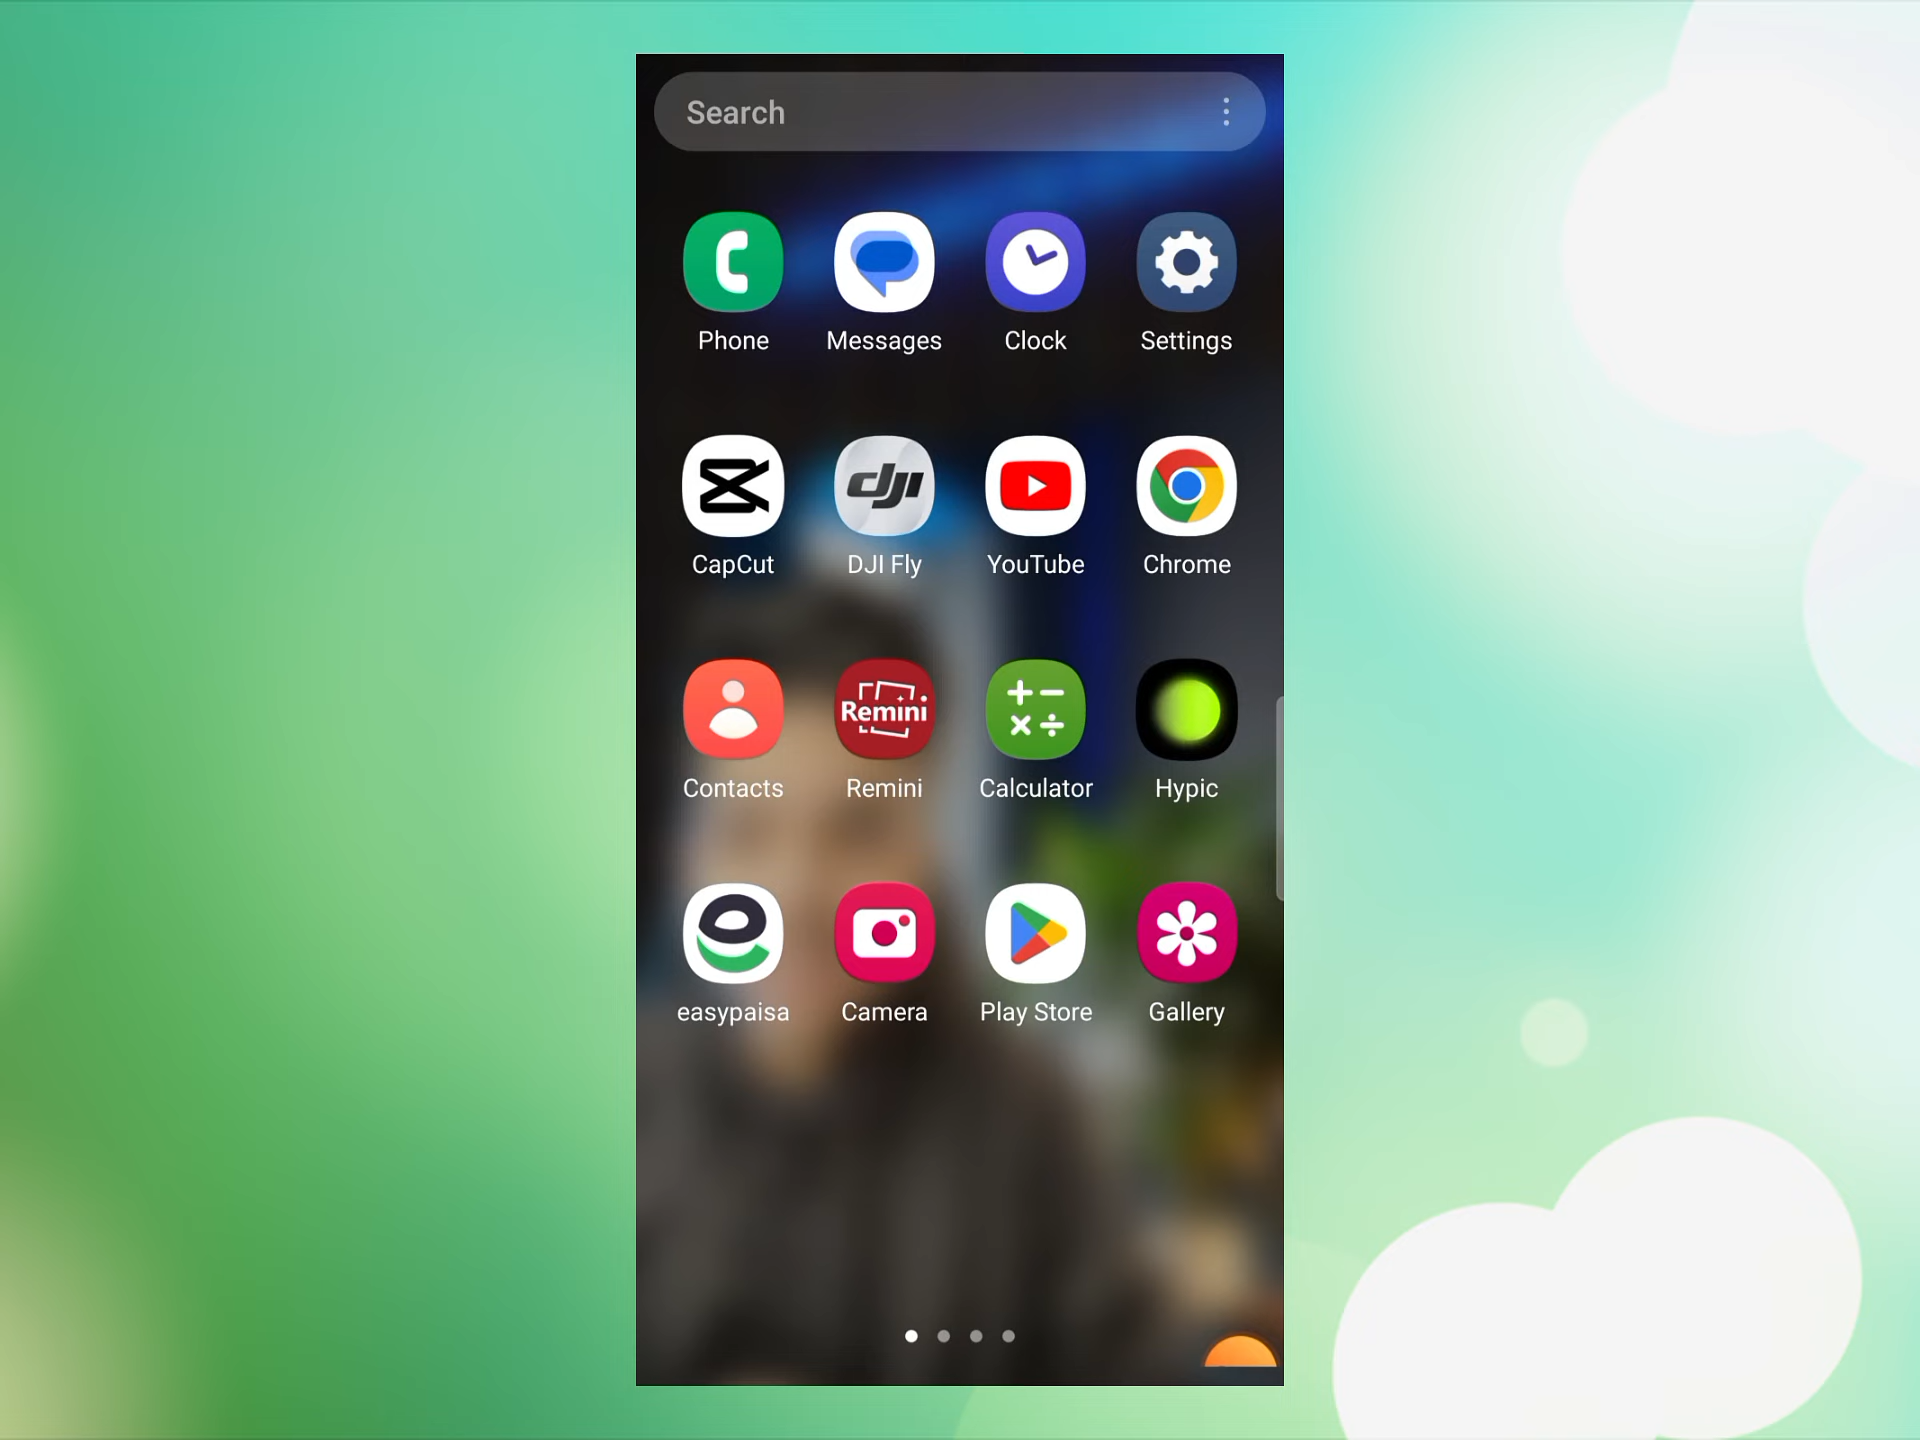 Search
Phone Messages Clock Settings
dji
CapCut DJI Fly YouTube Chrome
Remini
Contacts Remini Calculator Hypic
easypaisa Camera Play Store Gallery